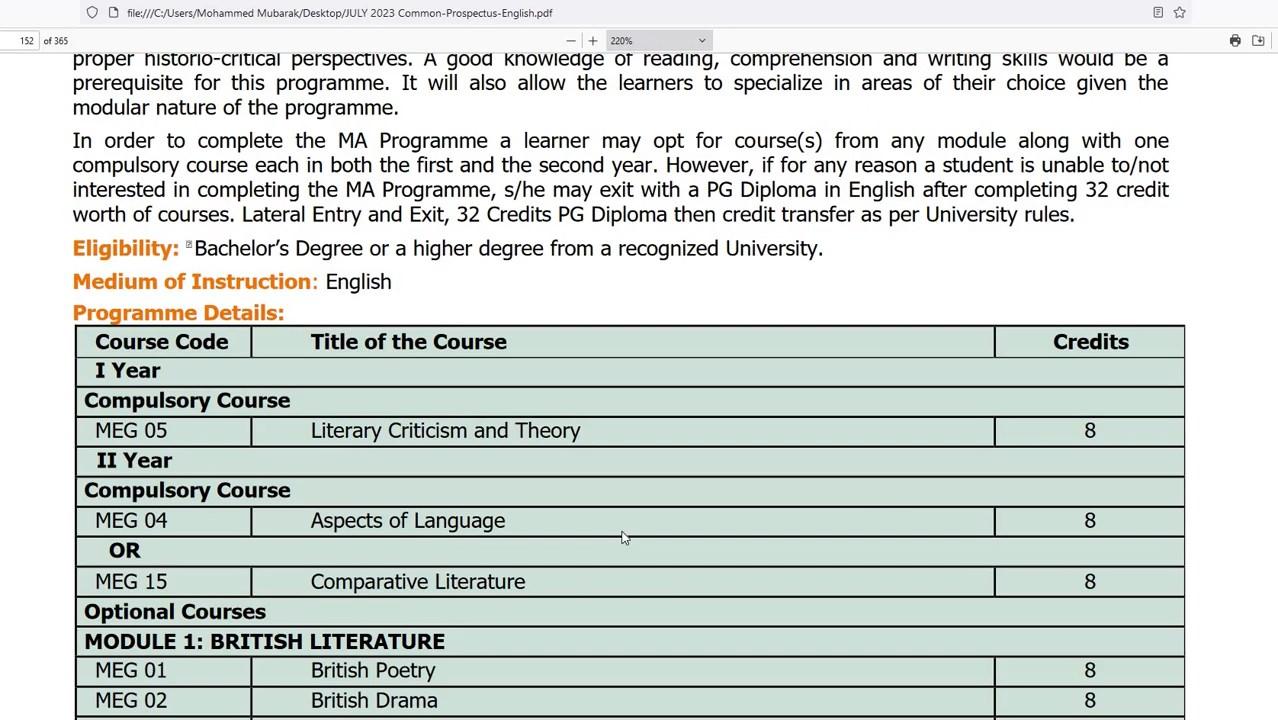 file:///C:/Users/Mohammed Mubarak/Desktop/JULY 2023 Common-Prospectus-English.pdf
152 of 365
220%
proper historio-critical perspectives. A good knowledge of reading, comprehension and writing skills would be a
prerequisite for this programme. It will also allow the learners to specialize in areas of their choice given the
modular nature of the programme.
In order to complete the MA Programme a learner may opt for course(s) from any module along with one
compulsory course each in both the first and the second year. However, if for any reason a student is unable to/not
interested in completing the MA Programme, s/he may exit with a PG Diploma in English after completing 32 credit
worth of courses. Lateral Entry and Exit, 32 Credits PG Diploma then credit transfer as per University rules.
Eligibility: Bachelor's Degree or a higher degree from a recognized University.
Medium of Instruction: English
Programme Details:
Course Code Title of the Course Credits
I Year
Compulsory Course
MEG 05 Literary Criticism and Theory 8
II Year
Compulsory Course
MEG 04 Aspects of Language 8
OR
MEG 15 Comparative Literature 8
Optional Courses
MODULE 1: BRITISH LITERATURE
MEG 01 British Poetry 8
MEG 02 British Drama 8